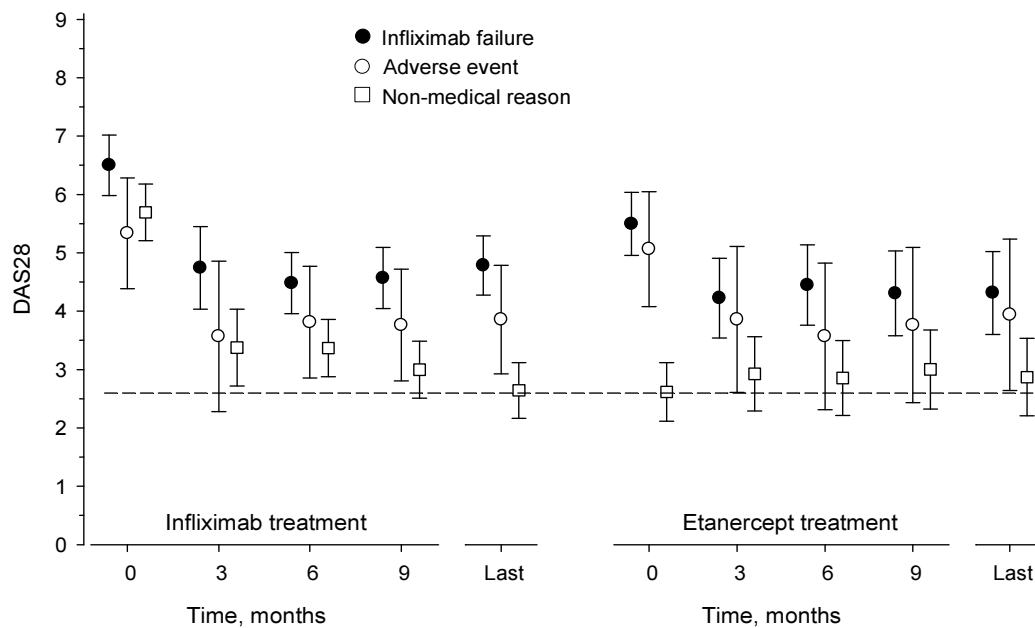 9
8
7
6
5
4
3
2
1
0
DAS28
Infliximab failure
Adverse event
Non-medical reason
Infliximab treatment
Etanercept treatment
0 3 6 9 Last 0 3 6 9 Last
Time, months
Time, months